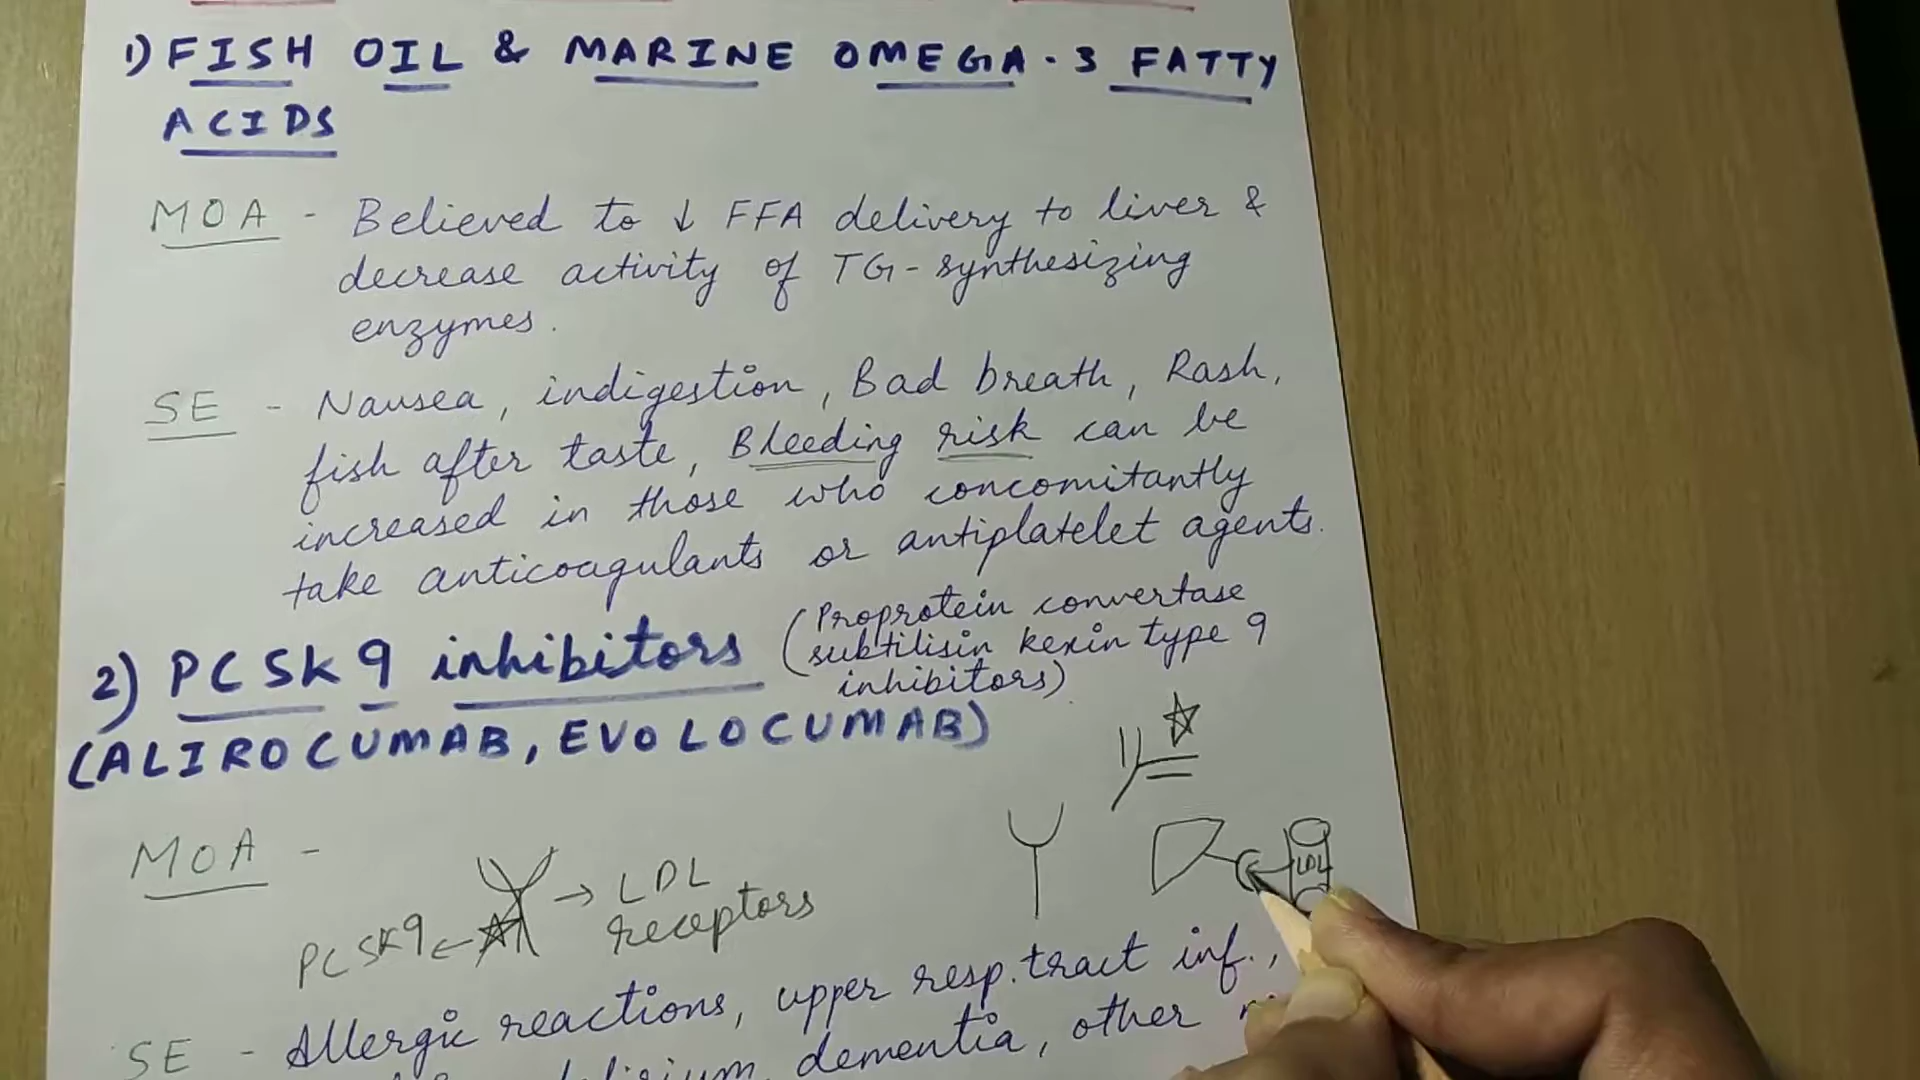 1) FISH OIL & MARINE OMEGA-3 FATTY
ACIDS
MOA - Believed to ↓ FFA delivery to liver &
decrease activity of TG-synthesizing
enzymes.
SE - Nausea, indigestion, Bad breath, Rash,
fish after taste, Bleeding risk can be
increased in those who concomitantly
take anticoagulants or antiplatelet agents.
2) PCSK9 inhibitors (Proprotein convertase
subtilisin kexin type 9
inhibitors)
(ALIROCUMAB, EVOLOCUMAB)
MOA -
→ LDL
receptors
PCSK9 ←
LDL
SE - Allergic reactions, upper resp. tract inf.,
dementia, other